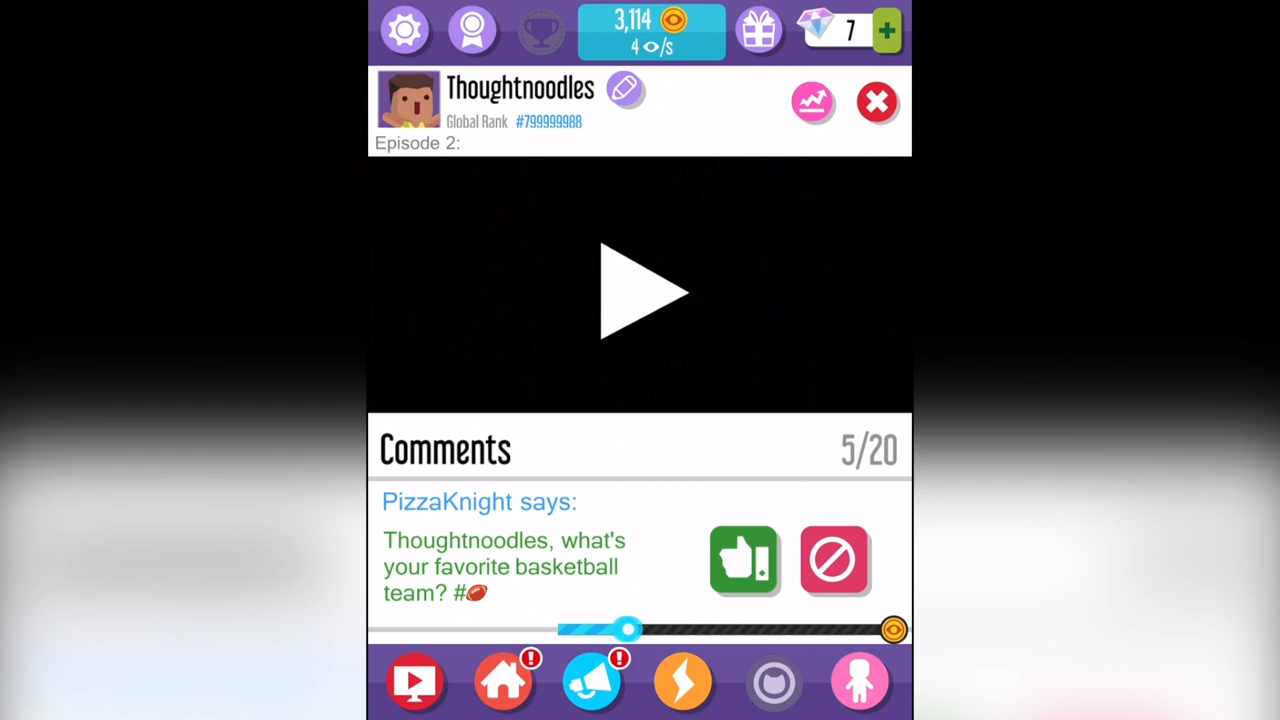 3,114
4 /s
7
Thoughtnoodles
Global Rank #799999988
Episode 2:
Comments
5/20
PizzaKnight says:
Thoughtnoodles, what's
your favorite basketball
team? #🏈